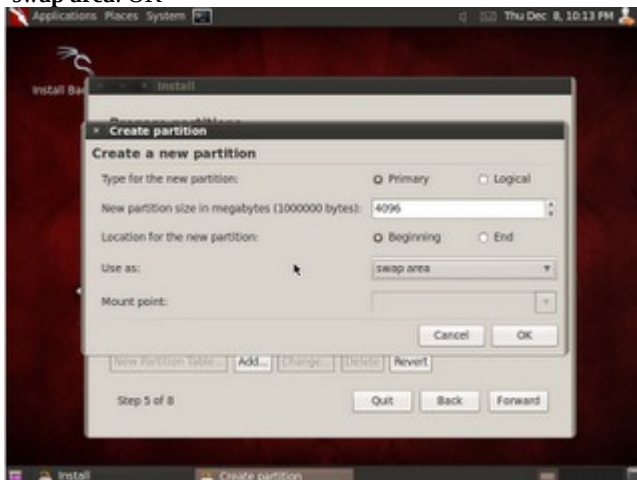 swap area. OK
Applications Places System
Thu Dec 8, 10:13 PM
Install
Install
Create partition
Create a new partition
Type for the new partition:
Primary
Logical
New partition size in megabytes (1000000 bytes):
4096
Location for the new partition:
Beginning
End
Use as:
swap area
Mount point:
Cancel
OK
New Partition Table...
Add...
Change...
Delete
Revert
Step 5 of 8
Quit
Back
Forward
Install
Create partition